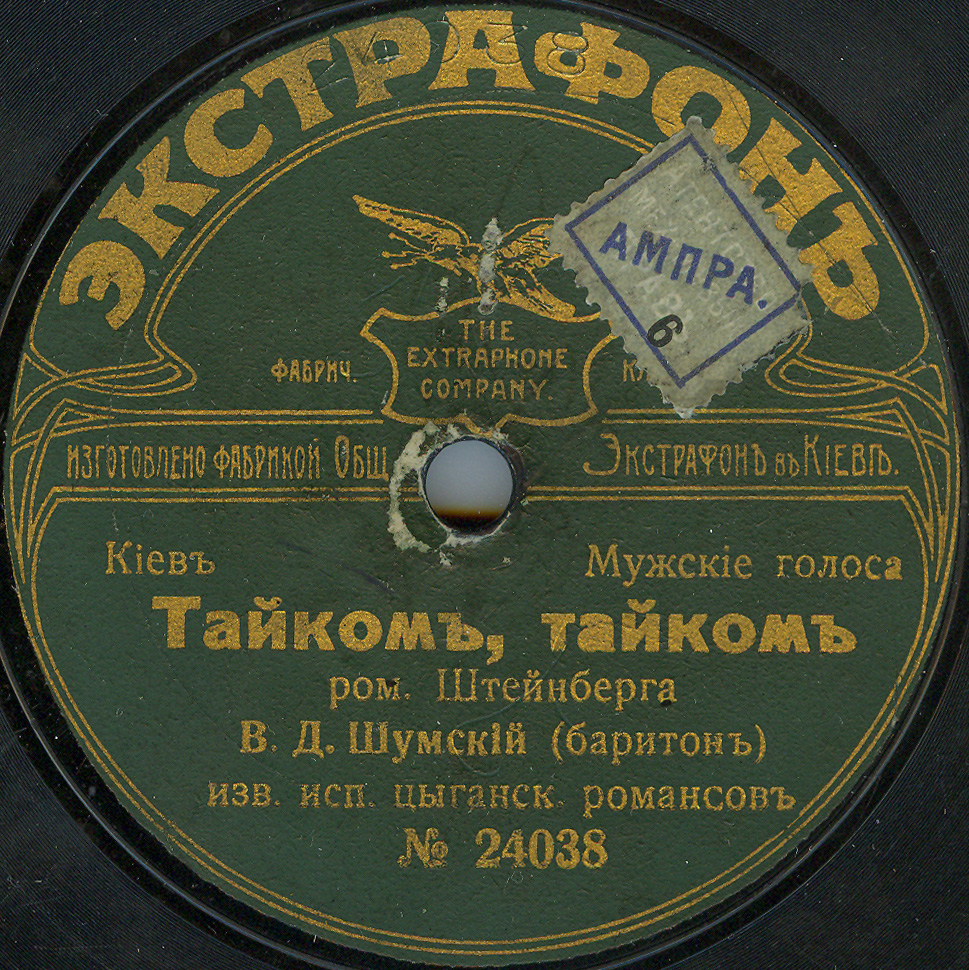 ЭКСТРАФОНЪ
АМПРА.
6
THE
EXTRAPHONE
COMPANY.
ФАБРИЧ.
ИЗГОТОВЛЕНО ФАБРИКОЙ ОБЩ ЭКСТРАФОНЪ въ КІЕВѢ.
Кіевъ Мужскіе голоса
Тайкомъ, тайкомъ
ром. Штейнберга
В. Д. Шумскій (баритонъ)
изв. исп. цыганск. романсовъ
№ 24038